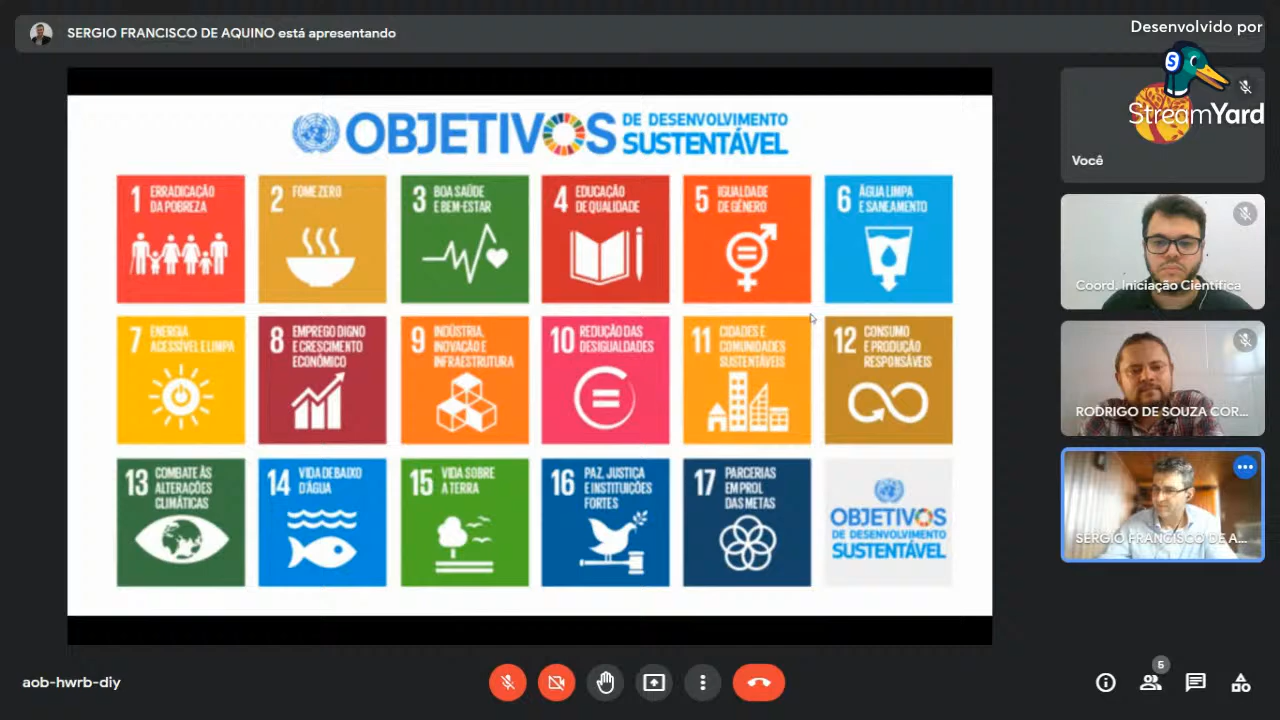 SERGIO FRANCISCO DE AQUINO está apresentando
Desenvolvido por
StreamYard
Você
Coord. Iniciação Científica
RODRIGO DE SOUZA COR...
SERGIO FRANCISCO DE A...
OBJETIVOS
DE DESENVOLVIMENTO
SUSTENTÁVEL
1 ERRADICAÇÃO
DA POBREZA
2 FOME ZERO
3 BOA SAÚDE
E BEM-ESTAR
4 EDUCAÇÃO
DE QUALIDADE
5 IGUALDADE
DE GÊNERO
6 ÁGUA LIMPA
E SANEAMENTO
7 ENERGIA
ACESSÍVEL E LIMPA
8 EMPREGO DIGNO
E CRESCIMENTO
ECONÔMICO
9 INDÚSTRIA,
INOVAÇÃO E
INFRAESTRUTURA
10 REDUÇÃO DAS
DESIGUALDADES
11 CIDADES E
COMUNIDADES
SUSTENTÁVEIS
12 CONSUMO
E PRODUÇÃO
RESPONSÁVEIS
13 COMBATE ÀS
ALTERAÇÕES
CLIMÁTICAS
14 VIDA DEBAIXO
D'ÁGUA
15 VIDA SOBRE
A TERRA
16 PAZ, JUSTIÇA
E INSTITUIÇÕES
FORTES
17 PARCERIAS
EM PROL
DAS METAS
OBJETIVOS
DE DESENVOLVIMENTO
SUSTENTÁVEL
aob-hwrb-diy
5